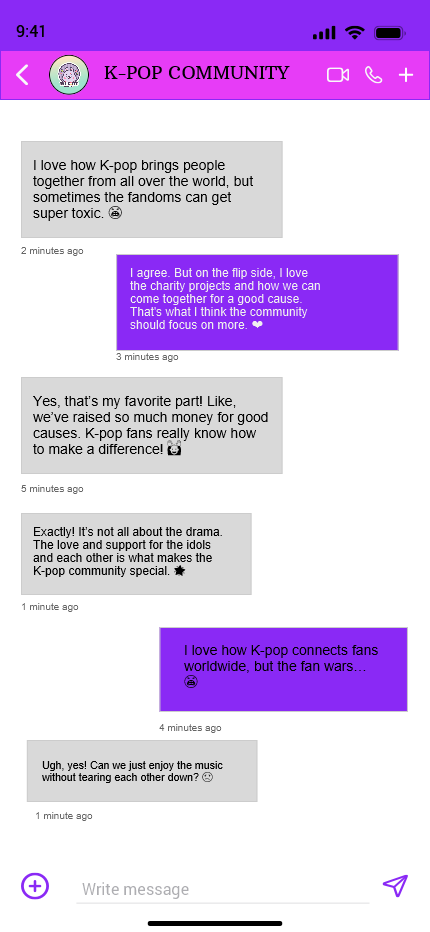 9:41
K-POP COMMUNITY
I love how K-pop brings people
together from all over the world, but
sometimes the fandoms can get
super toxic. 😭
2 minutes ago
I agree. But on the flip side, I love
the charity projects and how we can
come together for a good cause.
That's what I think the community
should focus on more. ❤
3 minutes ago
Yes, that’s my favorite part! Like,
we’ve raised so much money for good
causes. K-pop fans really know how
to make a difference! 🙌
5 minutes ago
Exactly! It’s not all about the drama.
The love and support for the idols
and each other is what makes the
K-pop community special. 🌟
1 minute ago
I love how K-pop connects fans
worldwide, but the fan wars…
😭
4 minutes ago
Ugh, yes! Can we just enjoy the music
without tearing each other down? 🙁
1 minute ago
Write message